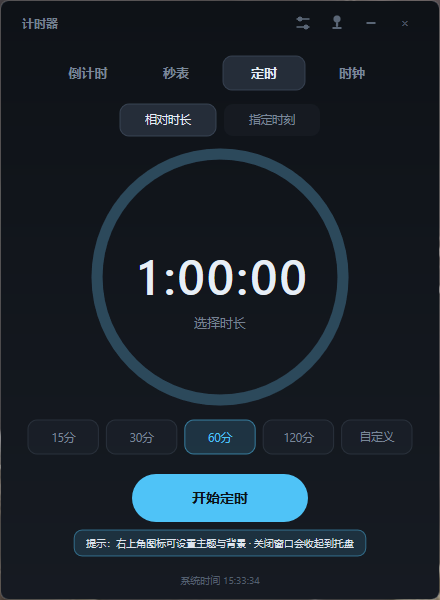 计时器
倒计时 秒表 定时 时钟
相对时长 指定时刻
1:00:00
选择时长
15分 30分 60分 120分 自定义
开始定时
提示：右上角图标可设置主题与背景 · 关闭窗口会收起到托盘
系统时间 15:33:34